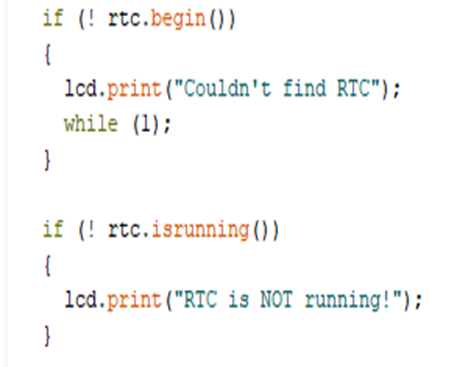 if (! rtc.begin())
{
lcd.print("Couldn't find RTC");
while (1);
}
if (! rtc.isrunning())
{
lcd.print("RTC is NOT running!");
}